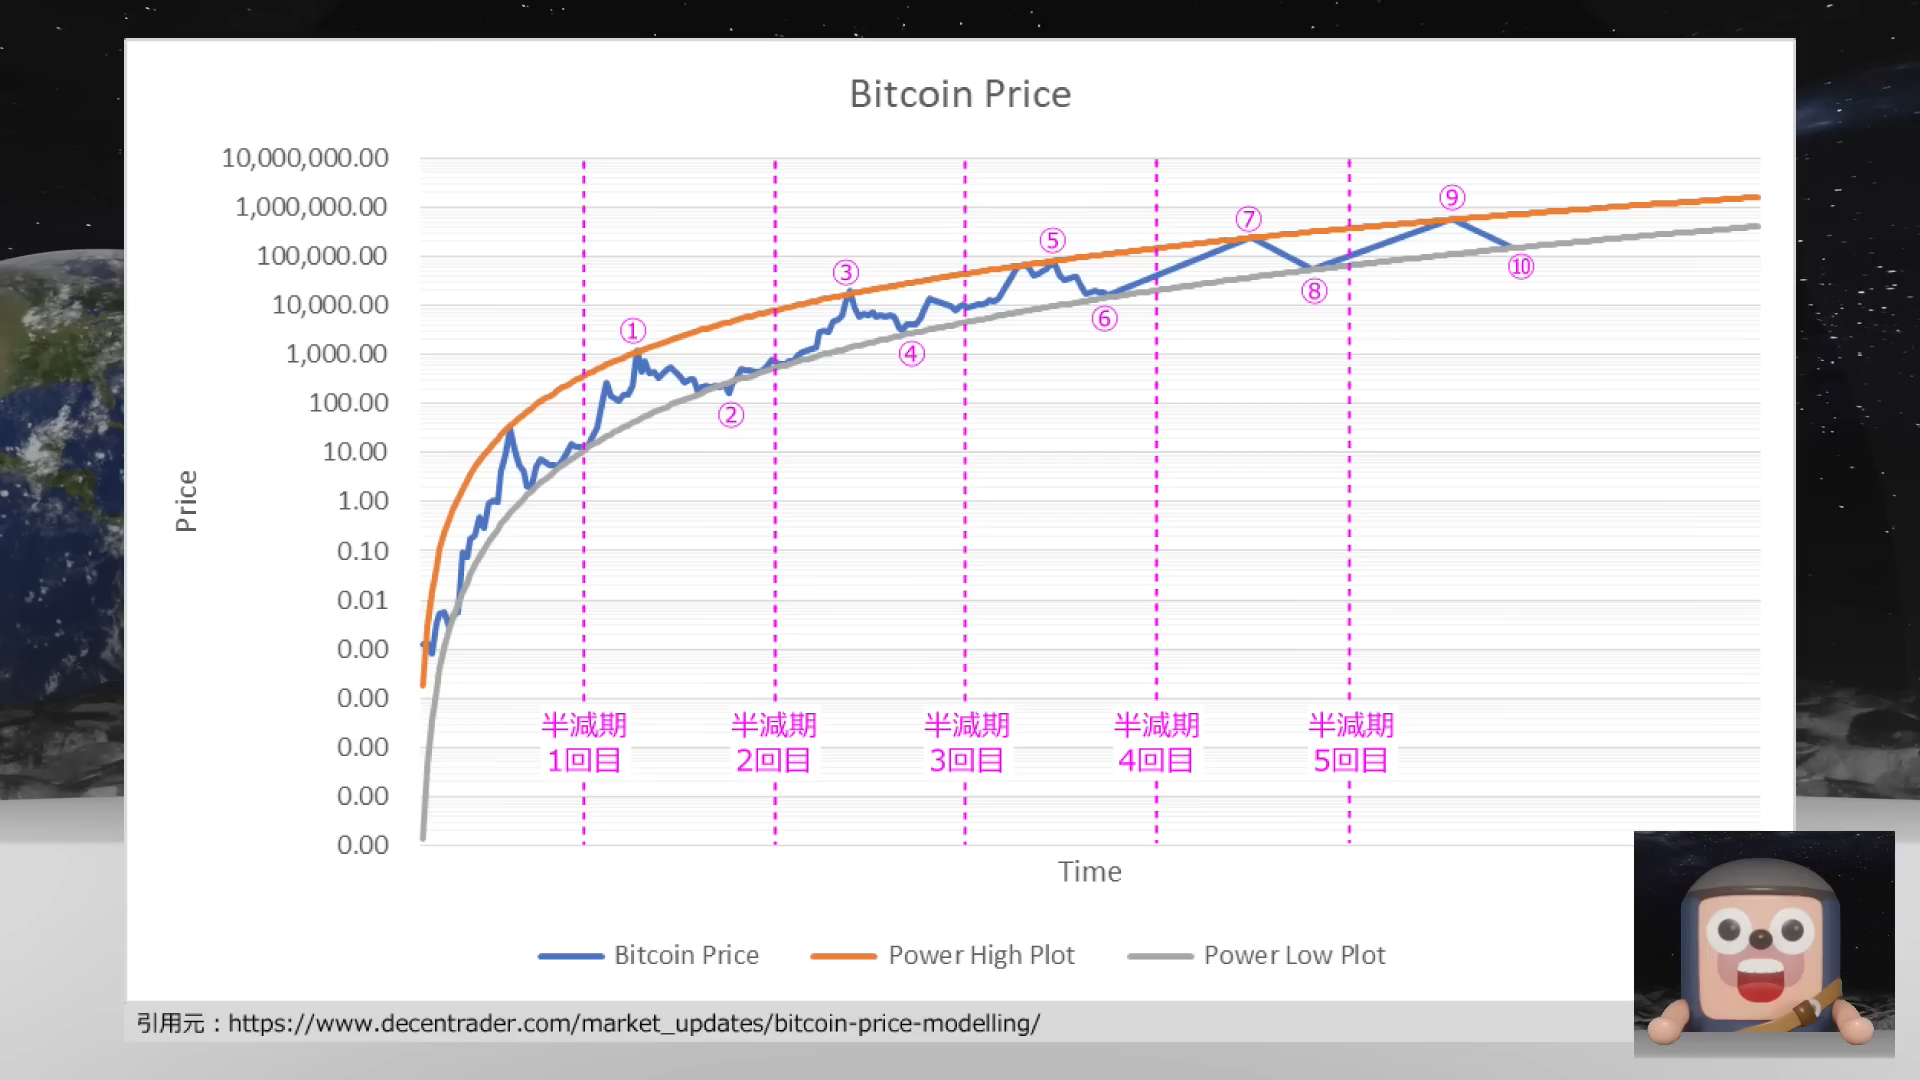 Bitcoin Price
10,000,000.00
1,000,000.00
100,000.00
10,000.00
1,000.00
100.00
10.00
1.00
0.10
0.01
0.00
0.00
0.00
0.00
0.00
Price
①
②
③
④
⑤
⑥
⑦
⑧
⑨
⑩
半減期
1回目
半減期
2回目
半減期
3回目
半減期
4回目
半減期
5回目
Time
Bitcoin Price
Power High Plot
Power Low Plot
引用元：https://www.decentrader.com/market_updates/bitcoin-price-modelling/